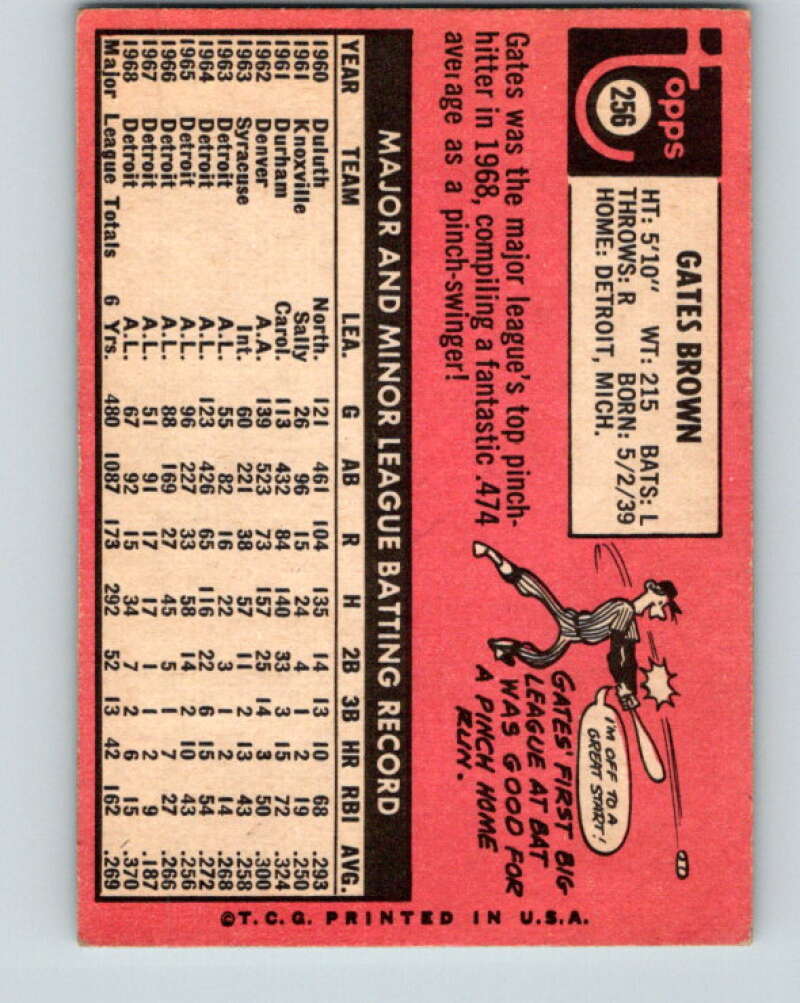 Topps
256
GATES BROWN
HT: 5'10" WT: 215 BATS: L
THROWS: R BORN: 5/2/39
HOME: DETROIT, MICH.
Gates was the major league's top pinch-
hitter in 1968, compiling a fantastic .474
average as a pinch-swinger!
I'M OFF TO A
GREAT START!
GATES' FIRST BIG
LEAGUE AT BAT
WAS GOOD FOR
A PINCH HOME
RUN.
MAJOR AND MINOR LEAGUE BATTING RECORD
YEAR TEAM LEA. G AB R H 2B 3B HR RBI AVG.
1960 Duluth North. 121 461 104 135 14 13 10 68 .293
1961 Knoxville Sally 26 96 15 24 4 1 2 19 .250
1961 Durham Carol. 113 432 84 140 33 3 15 72 .324
1962 Denver A.A. 139 523 73 157 25 14 3 50 .300
1963 Syracuse Int. 60 221 38 57 11 2 13 43 .258
1963 Detroit A.L. 55 82 16 22 3 1 2 14 .268
1964 Detroit A.L. 123 426 65 116 22 6 15 54 .272
1965 Detroit A.L. 96 227 33 58 14 2 10 43 .256
1966 Detroit A.L. 88 169 27 45 5 1 7 27 .266
1967 Detroit A.L. 51 91 17 17 1 1 2 9 .187
1968 Detroit A.L. 67 92 15 34 7 2 6 15 .370
Major League Totals 6 Yrs. 480 1087 173 292 52 13 42 162 .269
©T.C.G. PRINTED IN U.S.A.